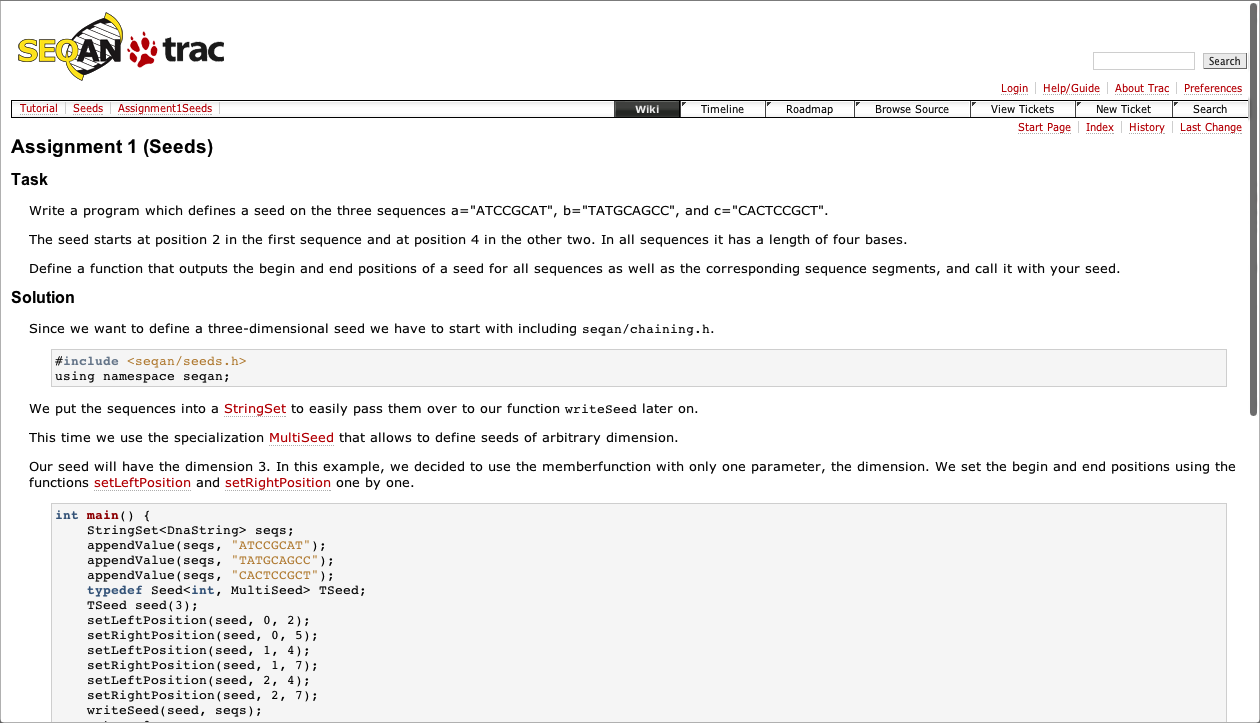 SEQAN trac
Search
Login Help/Guide About Trac Preferences
Tutorial Seeds Assignment1Seeds Wiki Timeline Roadmap Browse Source View Tickets New Ticket Search
Start Page Index History Last Change
Assignment 1 (Seeds)
Task
Write a program which defines a seed on the three sequences a="ATCCGCAT", b="TATGCAGCC", and c="CACTCCGCT".
The seed starts at position 2 in the first sequence and at position 4 in the other two. In all sequences it has a length of four bases.
Define a function that outputs the begin and end positions of a seed for all sequences as well as the corresponding sequence segments, and call it with your seed.
Solution
Since we want to define a three-dimensional seed we have to start with including seqan/chaining.h.
#include <seqan/seeds.h>
using namespace seqan;
We put the sequences into a StringSet to easily pass them over to our function writeSeed later on.
This time we use the specialization MultiSeed that allows to define seeds of arbitrary dimension.
Our seed will have the dimension 3. In this example, we decided to use the memberfunction with only one parameter, the dimension. We set the begin and end positions using the
functions setLeftPosition and setRightPosition one by one.
int main() {
StringSet<DnaString> seqs;
appendValue(seqs, "ATCCGCAT");
appendValue(seqs, "TATGCAGCC");
appendValue(seqs, "CACTCCGCT");
typedef Seed<int, MultiSeed> TSeed;
TSeed seed(3);
setLeftPosition(seed, 0, 2);
setRightPosition(seed, 0, 5);
setLeftPosition(seed, 1, 4);
setRightPosition(seed, 1, 7);
setLeftPosition(seed, 2, 4);
setRightPosition(seed, 2, 7);
writeSeed(seed, seqs);